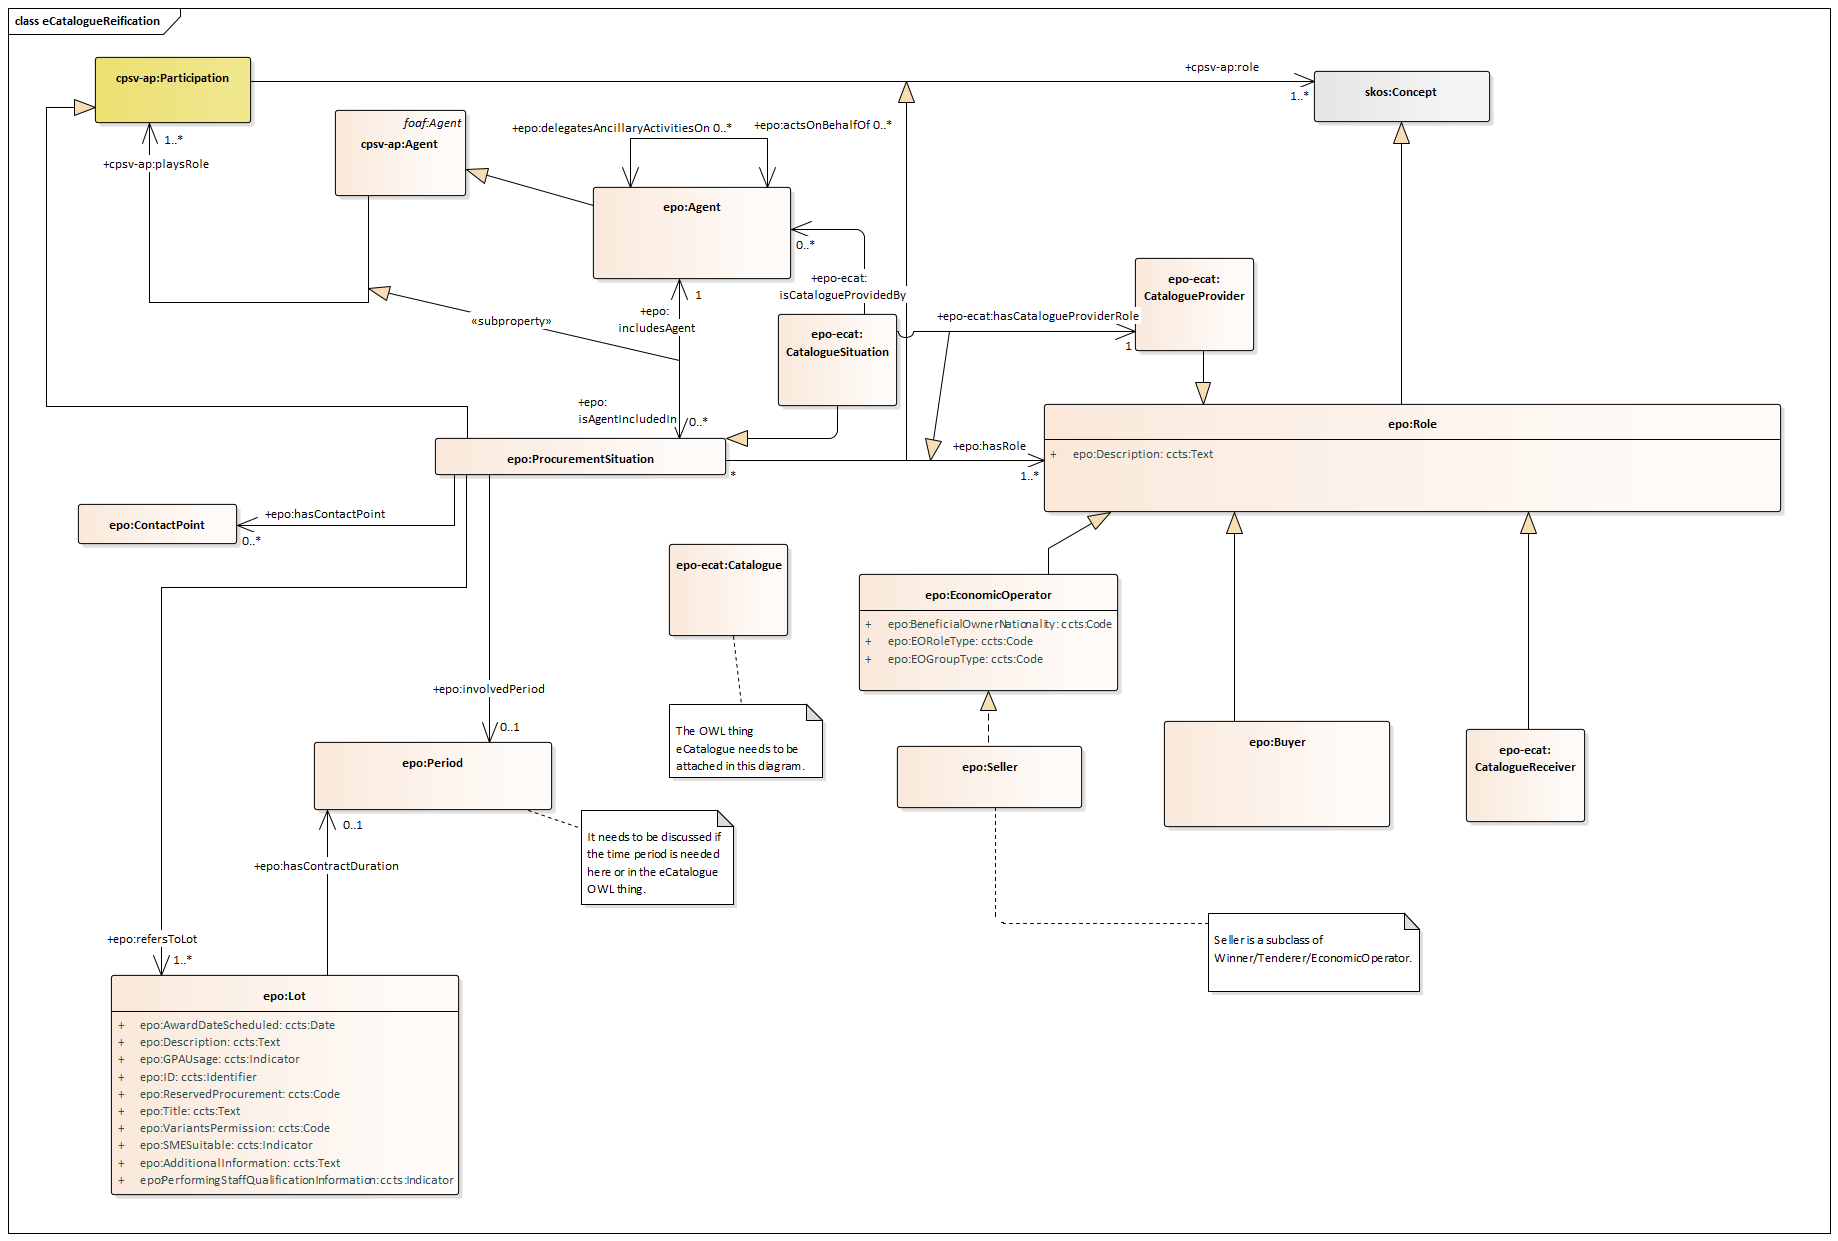 class eCatalogueReification
cpsv-ap:Participation
+cpsv-ap:role
1..*
skos:Concept
foaf:Agent
cpsv-ap:Agent
+epo:delegatesAncillaryActivitiesOn 0..*
+epo:actsOnBehalfOf 0..*
1..*
+cpsv-ap:playsRole
epo:Agent
0..*
+epo-ecat:
isCatalogueProvidedBy
epo-ecat:
CatalogueProvider
1
+epo:
includesAgent
«subproperty»
+epo-ecat:hasCatalogueProviderRole
1
epo-ecat:
CatalogueSituation
+epo:
isAgentIncludedIn
0..*
epo:ProcurementSituation
*
+epo:hasRole
1..*
epo:Role
+ epo:Description: ccts:Text
epo:ContactPoint
+epo:hasContactPoint
0..*
epo-ecat:Catalogue
epo:EconomicOperator
+ epo:BeneficialOwnerNationality: ccts:Code
+ epo:EORoleType: ccts:Code
+ epo:EOGroupType: ccts:Code
+epo:involvedPeriod
0..1
The OWL thing
eCatalogue needs to be
attached in this diagram.
epo:Period
epo:Seller
epo:Buyer
epo-ecat:
CatalogueReceiver
0..1
+epo:hasContractDuration
It needs to be discussed if
the time period is needed
here or in the eCatalogue
OWL thing.
+epo:refersToLot
1..*
Seller is a subclass of
Winner/Tenderer/EconomicOperator.
epo:Lot
+ epo:AwardDateScheduled: ccts:Date
+ epo:Description: ccts:Text
+ epo:GPAUsage: ccts:Indicator
+ epo:ID: ccts:Identifier
+ epo:ReservedProcurement: ccts:Code
+ epo:Title: ccts:Text
+ epo:VariantsPermission: ccts:Code
+ epo:SMESuitable: ccts:Indicator
+ epo:AdditionalInformation: ccts:Text
+ epoPerformingStaffQualificationInformation:ccts:Indicator